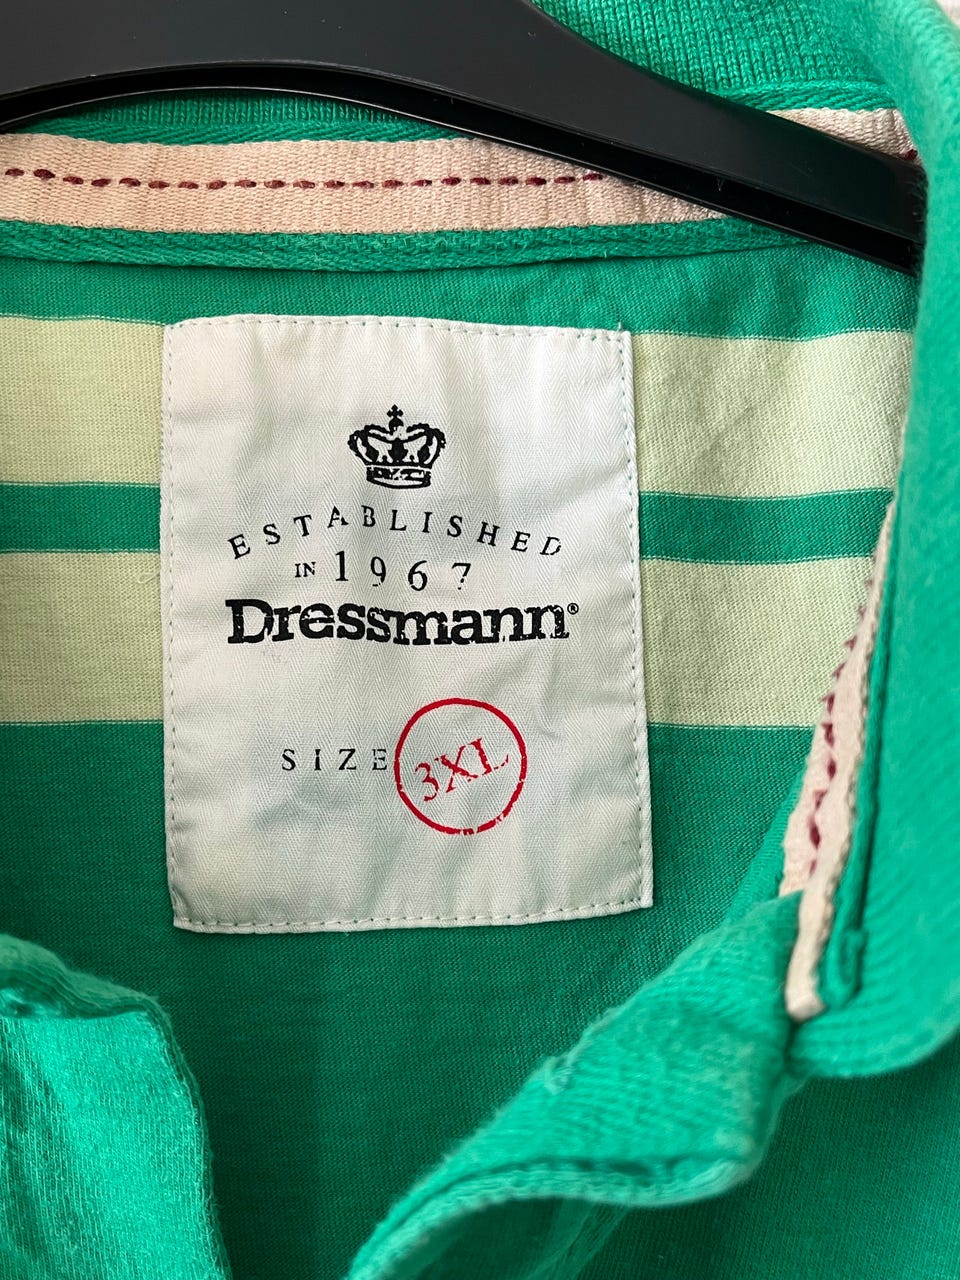 ESTABLISHED
IN 1967
Dressmann®
SIZE 3XL